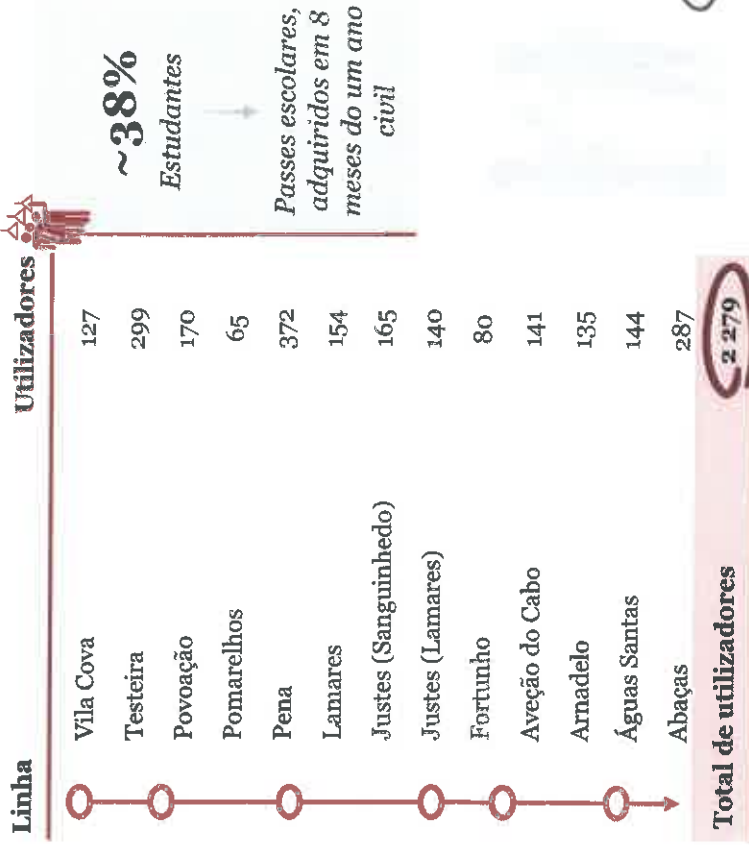 Linha Utilizadores
Vila Cova 127
Testeira 299
Povoação 170
Pomarelhos 65
Pena 372
Lamares 154
Justes (Sanguinhedo) 165
Justes (Lamares) 140
Fortunho 80
Aveção do Cabo 141
Arnadelo 135
Águas Santas 144
Abaças 287
Total de utilizadores 2 279
~38%
Estudantes
Passes escolares,
adquiridos em 8
meses do um ano
civil